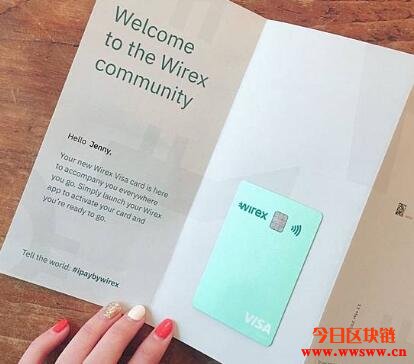 Welcome
to the Wirex
community
Hello Jenny,
Your new Wirex Visa card is here
to accompany you everywhere
you go. Simply launch your Wirex
app to activate your card and
you're ready to go.
Tell the world: #ipaybywirex
wirex
VISA
今日区块链
www.wwsww.cn